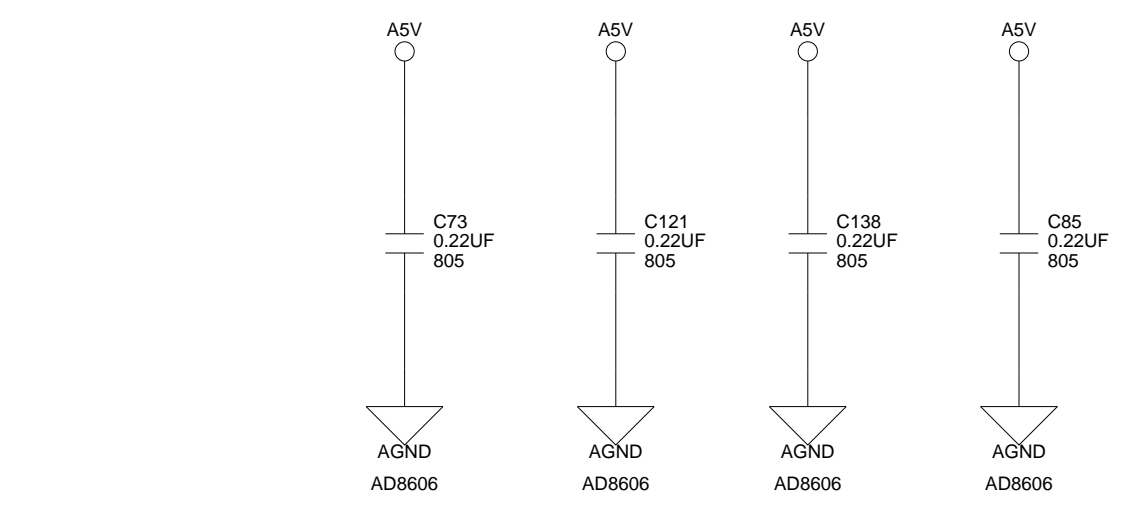 A5V A5V A5V A5V
C73 C121 C138 C85
0.22UF 0.22UF 0.22UF 0.22UF
805 805 805 805
AGND AGND AGND AGND
AD8606 AD8606 AD8606 AD8606